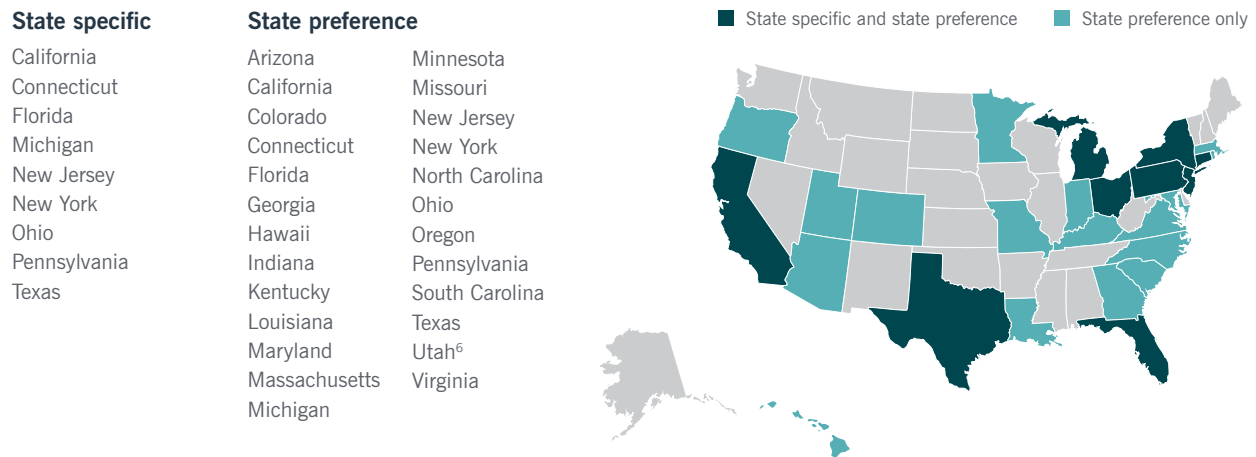 State specific
California
Connecticut
Florida
Michigan
New Jersey
New York
Ohio
Pennsylvania
Texas
State preference
Arizona
California
Colorado
Connecticut
Florida
Georgia
Hawaii
Indiana
Kentucky
Louisiana
Maryland
Massachusetts
Michigan
Minnesota
Missouri
New Jersey
New York
North Carolina
Ohio
Oregon
Pennsylvania
South Carolina
Texas
Utah⁶
Virginia
State specific and state preference
State preference only